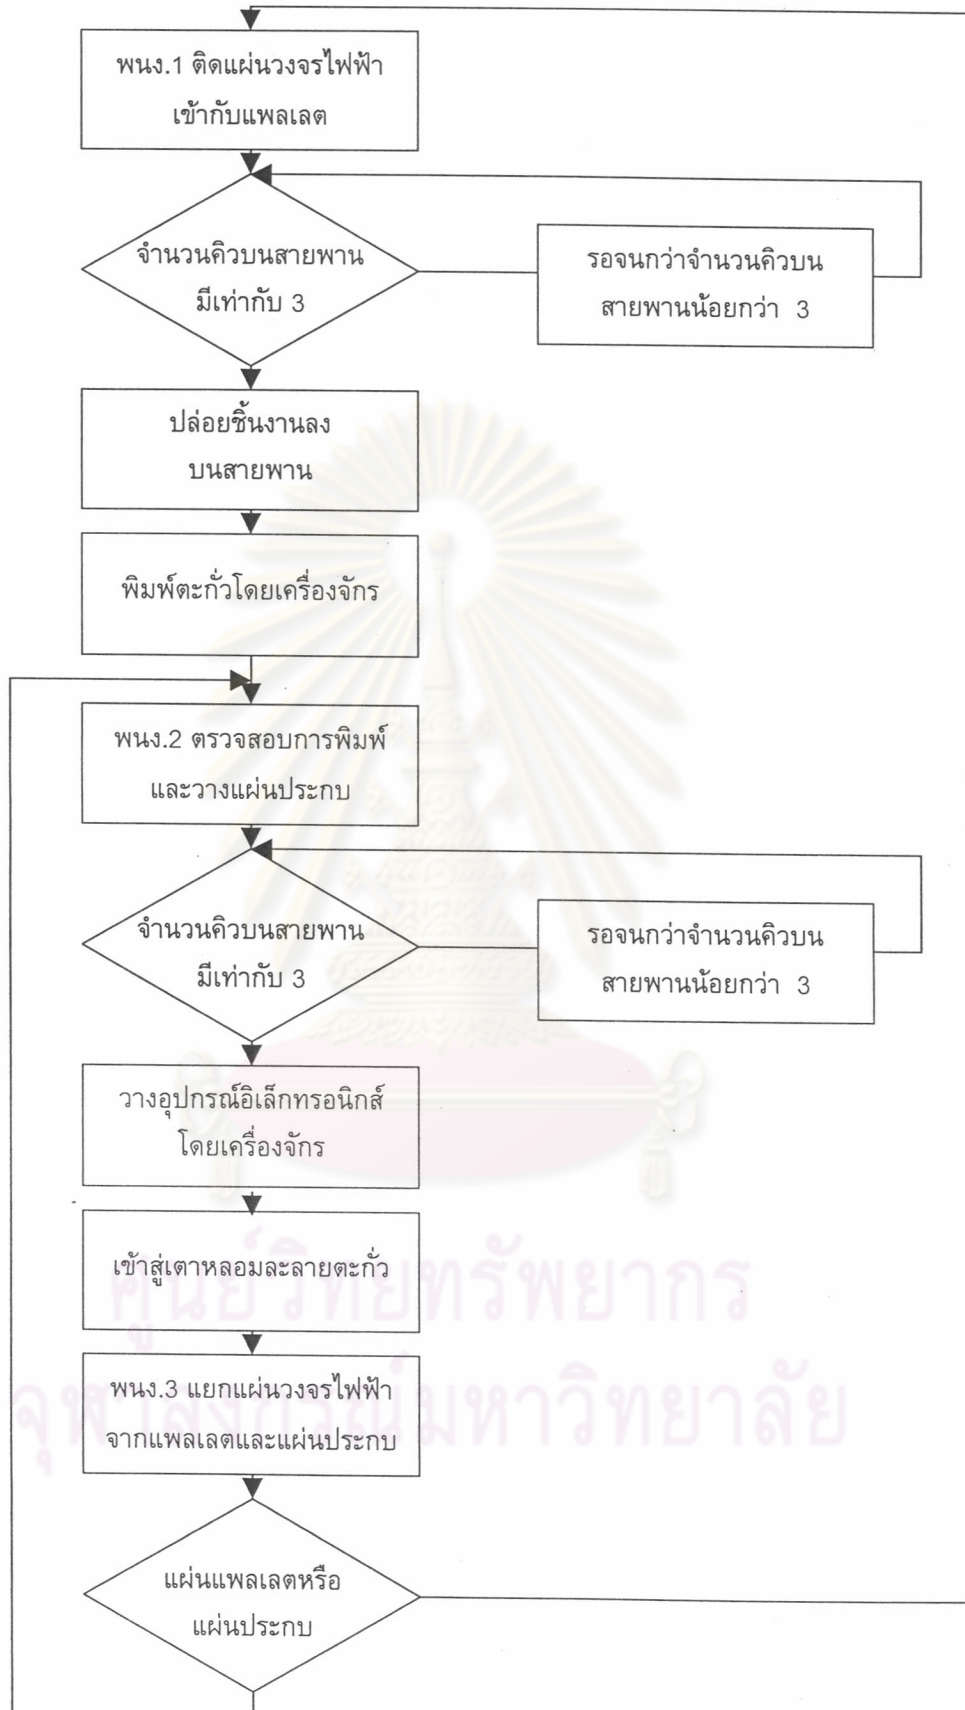 พนง.1 ติดแผ่นวงจรไฟฟ้า
เข้ากับแพลเลต
จำนวนคิวบนสายพาน
มีเท่ากับ 3
รอจนกว่าจำนวนคิวบน
สายพานน้อยกว่า 3
ปล่อยชิ้นงานลง
บนสายพาน
พิมพ์ตะกั่วโดยเครื่องจักร
พนง.2 ตรวจสอบการพิมพ์
และวางแผ่นประกบ
จำนวนคิวบนสายพาน
มีเท่ากับ 3
รอจนกว่าจำนวนคิวบน
สายพานน้อยกว่า 3
วางอุปกรณ์อิเล็กทรอนิกส์
โดยเครื่องจักร
เข้าสู่เตาหลอมละลายตะกั่ว
พนง.3 แยกแผ่นวงจรไฟฟ้า
จากแพลเลตและแผ่นประกบ
แผ่นแพลเลตหรือ
แผ่นประกบ
ศูนย์วิทยทรัพยากร
จุฬาลงกรณ์มหาวิทยาลัย